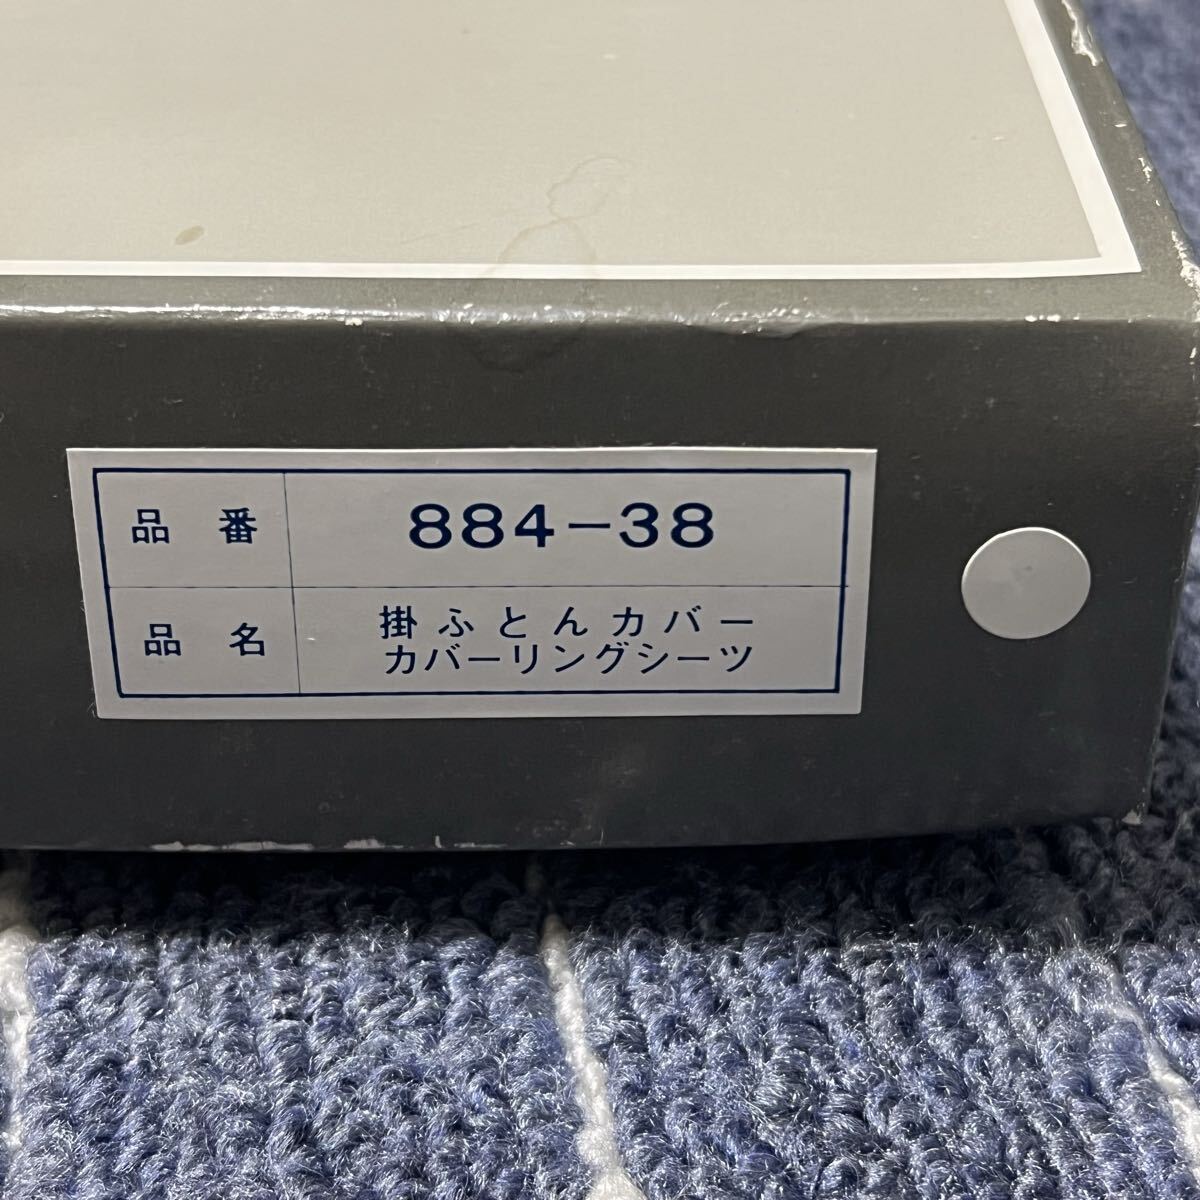 品番 884-38
品名 掛ふとんカバー
カバーリングシーツ